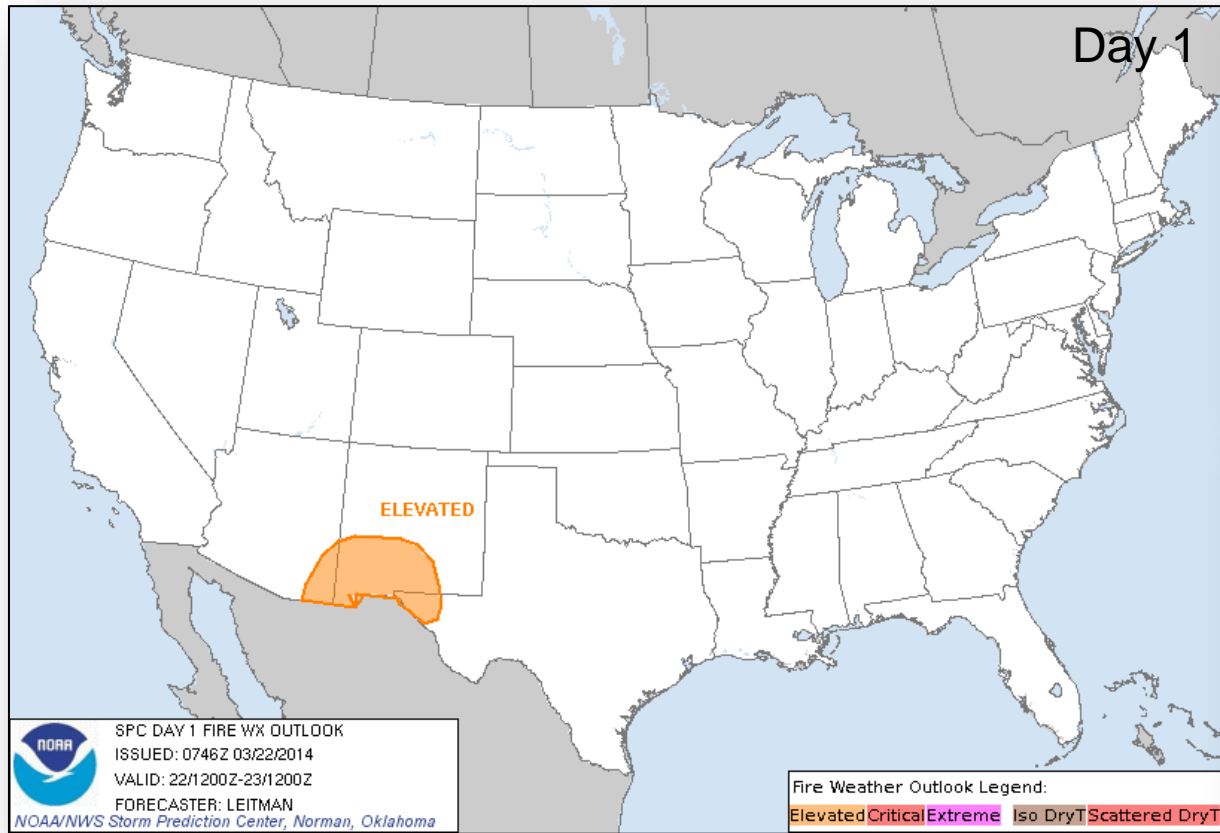 Day 1
ELEVATED
NOAA
SPC DAY 1 FIRE WX OUTLOOK
ISSUED: 0746Z 03/22/2014
VALID: 22/1200Z-23/1200Z
FORECASTER: LEITMAN
NOAA/NWS Storm Prediction Center, Norman, Oklahoma
Fire Weather Outlook Legend:
Elevated Critical Extreme Iso DryT Scattered DryT